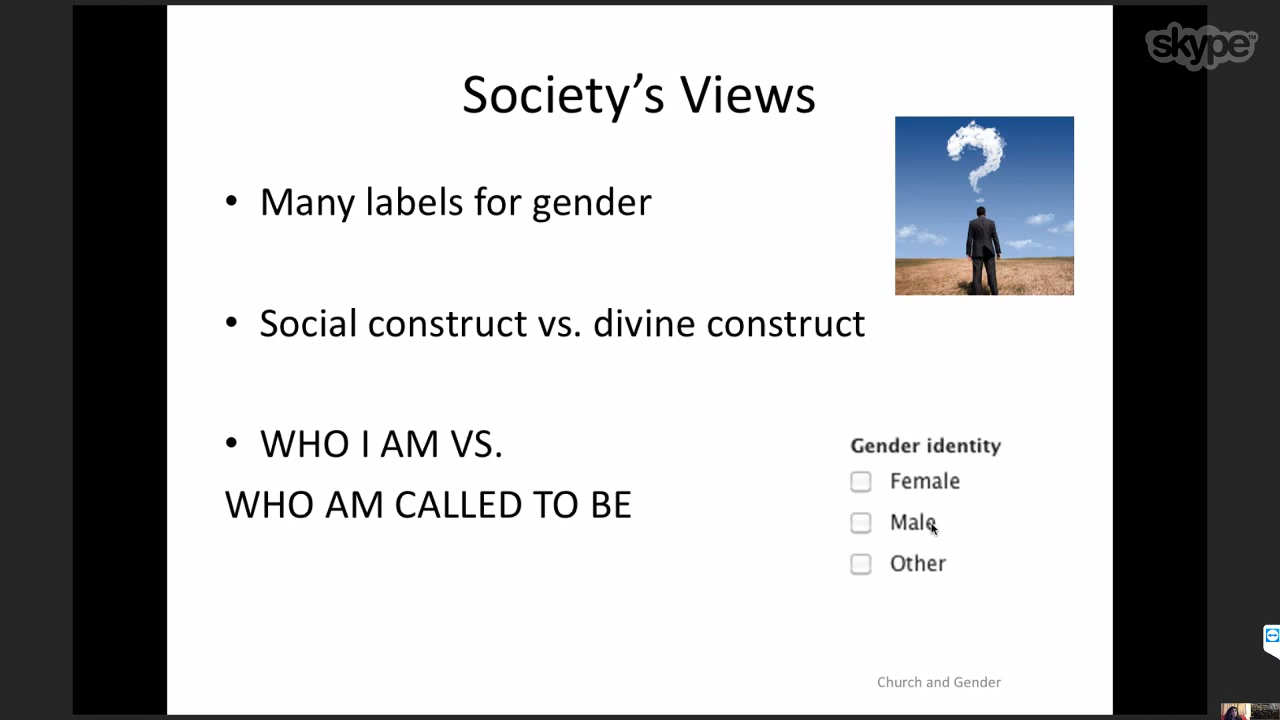 skype™
Society's Views
• Many labels for gender
• Social construct vs. divine construct
• WHO I AM VS.
WHO AM CALLED TO BE
Gender identity
Female
Male
Other
Church and Gender